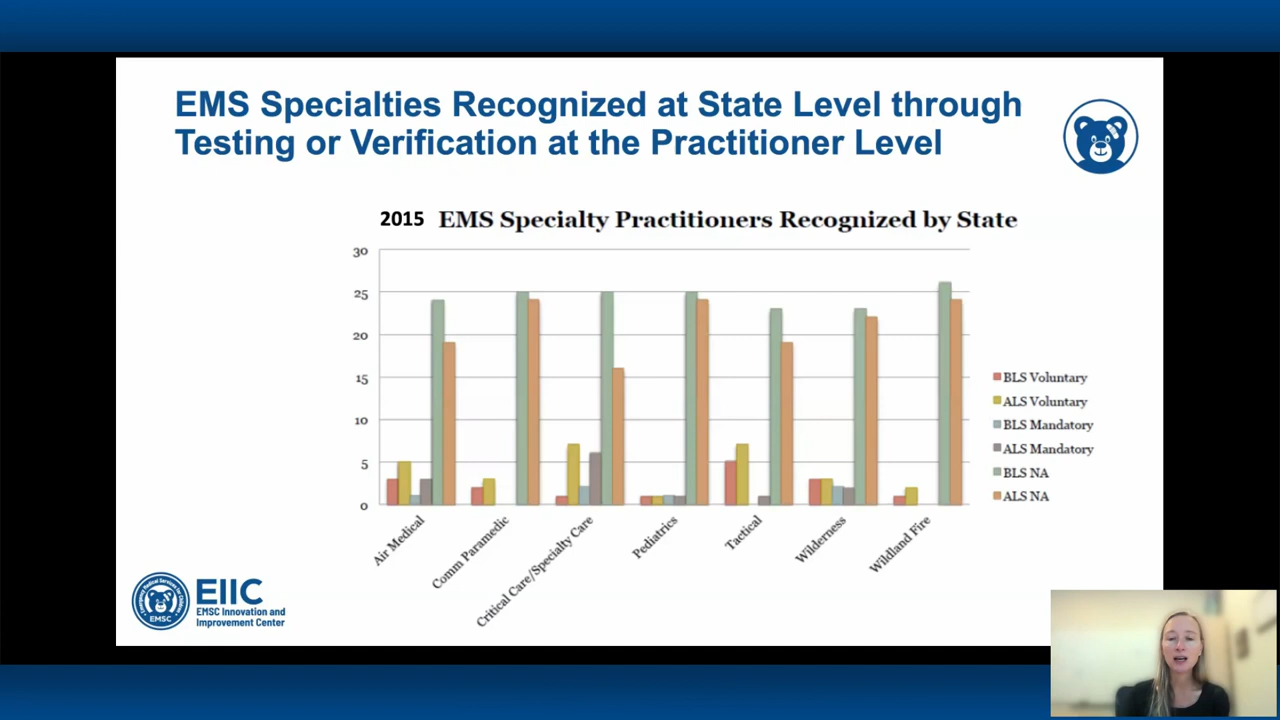 EMS Specialties Recognized at State Level through
Testing or Verification at the Practitioner Level
2015 EMS Specialty Practitioners Recognized by State
30
25
20
15
10
5
0
Air Medical
Comm Paramedic
Critical Care/Specialty Care
Pediatrics
Tactical
Wilderness
Wildland Fire
BLS Voluntary
ALS Voluntary
BLS Mandatory
ALS Mandatory
BLS NA
ALS NA
EMSC
EIIC
EMSC Innovation and
Improvement Center